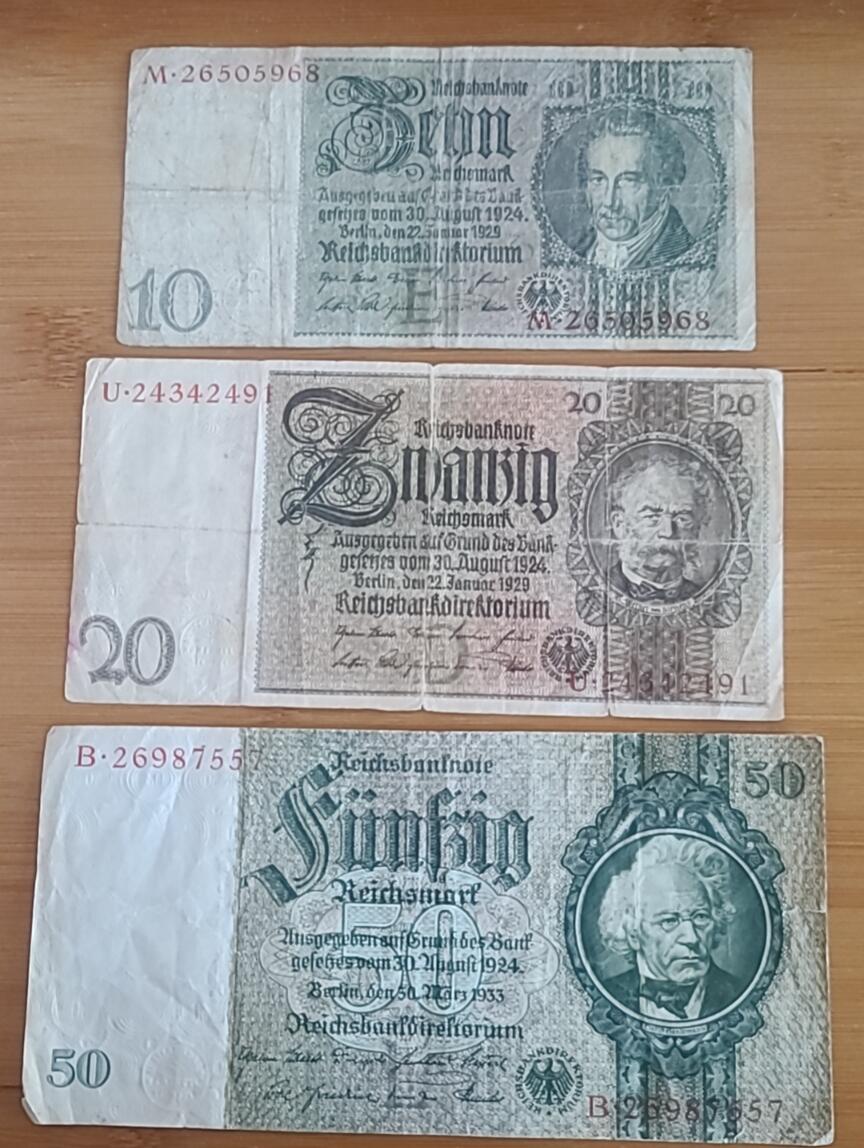 M·26505968
Reichsbanknote
Zehn
Reichsmark
Ausgegeben auf Grund des Bank-
gesetzes vom 30. August 1924.
Berlin, den 22. Januar 1929
Reichsbankdirektorium
E
10
M·26505968
U·24342491
20 20
Reichsbanknote
Zwanzig
Reichsmark
Ausgegeben auf Grund des Bank-
gesetzes vom 30. August 1924.
Berlin, den 22. Januar 1929
Reichsbankdirektorium
20
U·24342491
B·26987557
50
Reichsbanknote
Fünfzig
Reichsmark
50
Ausgegeben auf Grund des Bank-
gesetzes vom 30. August 1924.
Berlin, den 30. März 1933
Reichsbankdirektorium
50
REICHSBANKDIREKTORIUM
B·26987557